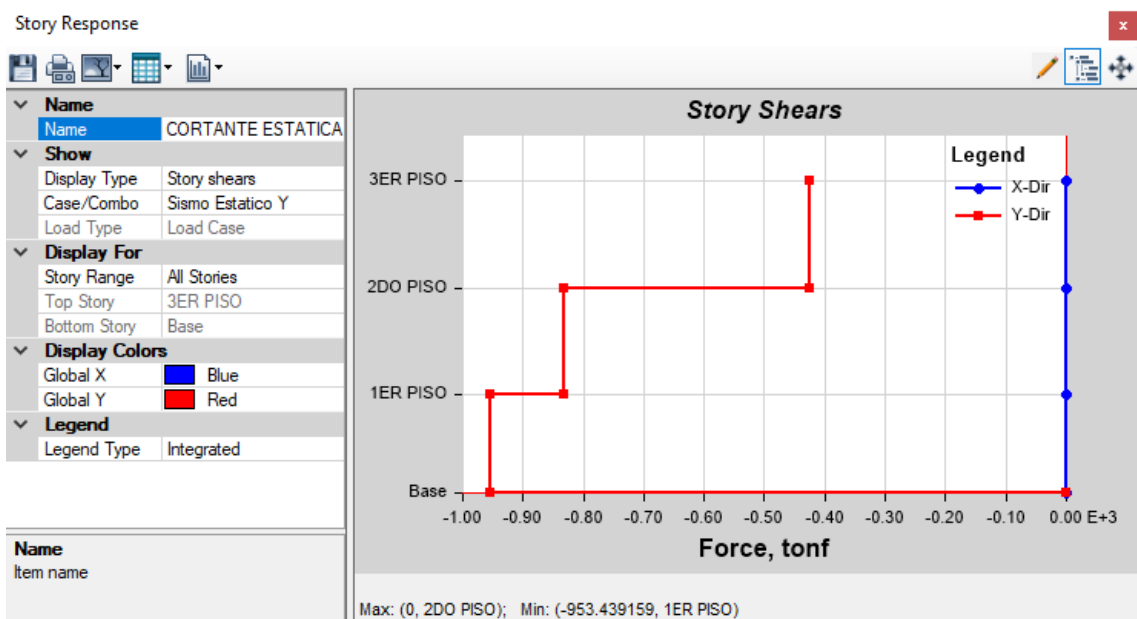 Story Response
x
Name
Name CORTANTE ESTATICA
Show
Display Type Story shears
Case/Combo Sismo Estatico Y
Load Type Load Case
Display For
Story Range All Stories
Top Story 3ER PISO
Bottom Story Base
Display Colors
Global X Blue
Global Y Red
Legend
Legend Type Integrated
Name
Item name
Story Shears
Legend
X-Dir
Y-Dir
3ER PISO
2DO PISO
1ER PISO
Base
-1.00 -0.90 -0.80 -0.70 -0.60 -0.50 -0.40 -0.30 -0.20 -0.10 0.00 E+3
Force, tonf
Max: (0, 2DO PISO); Min: (-953.439159, 1ER PISO)